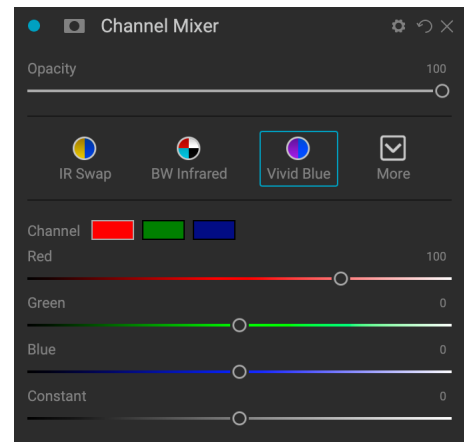 Channel Mixer
Opacity 100
IR Swap BW Infrared Vivid Blue More
Channel
Red 100
Green 0
Blue 0
Constant 0